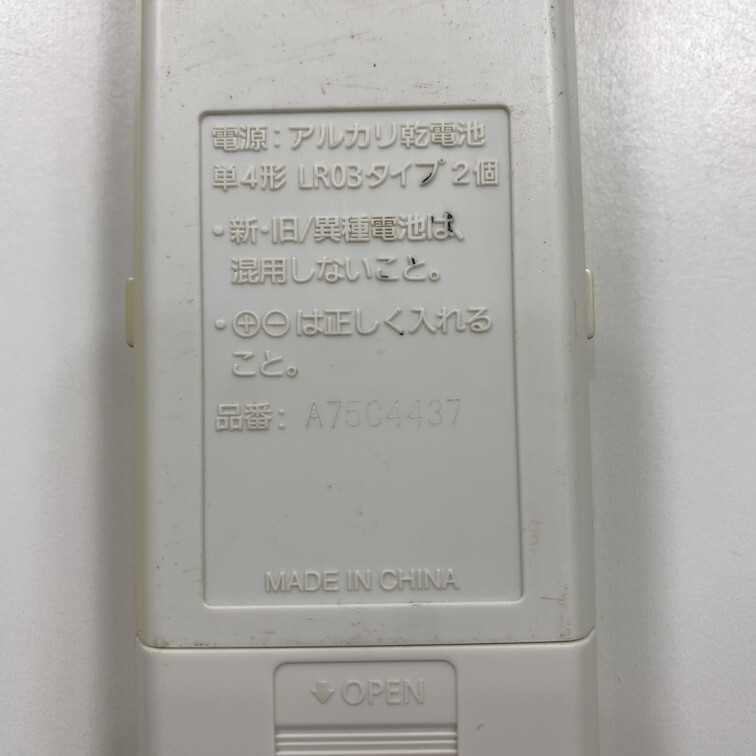 電源：アルカリ乾電池
単4形 LR03タイプ 2個
・新・旧/異種電池は、
混用しないこと。
・⊕⊖は正しく入れる
こと。
品番： A75C4437
MADE IN CHINA
↓ OPEN